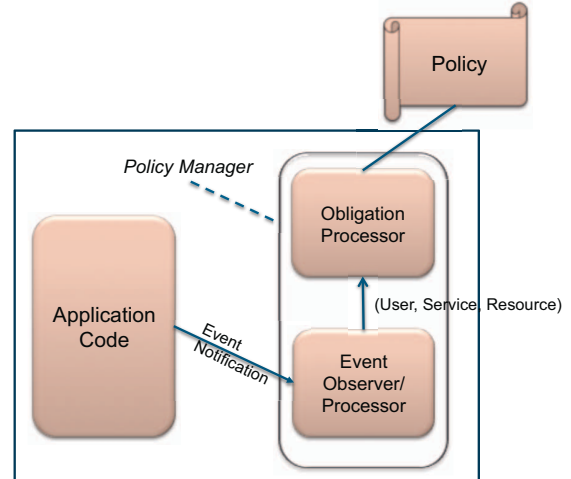 Policy
Policy Manager
Obligation
Processor
(User, Service, Resource)
Application
Code
Event
Notification
Event
Observer/
Processor